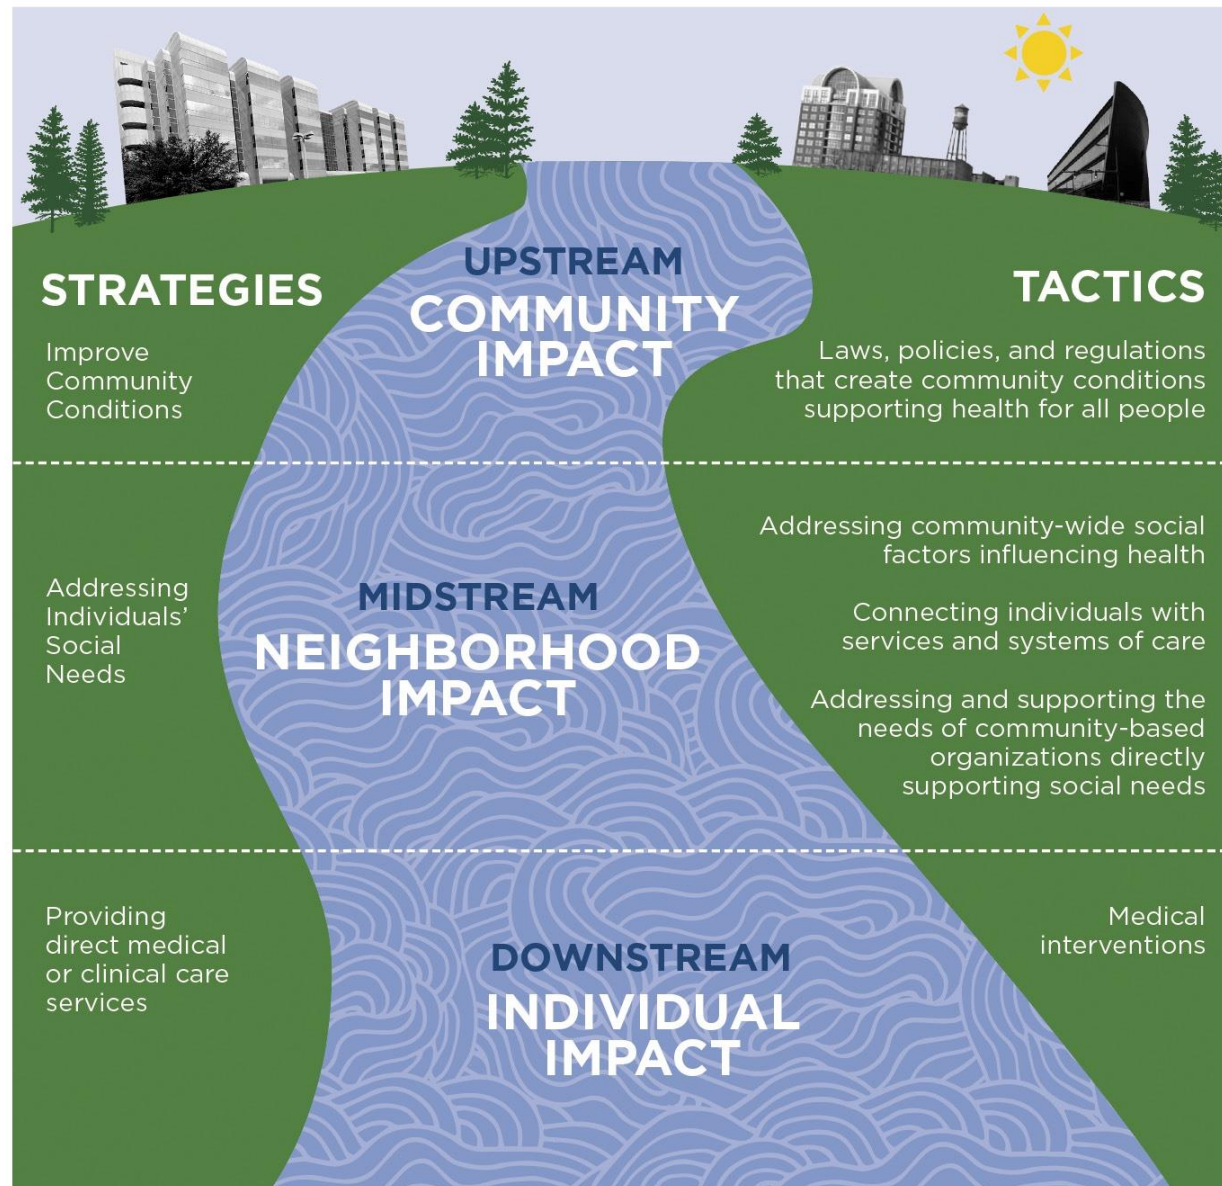 STRATEGIES
Improve
Community
Conditions
UPSTREAM
COMMUNITY
IMPACT
TACTICS
Laws, policies, and regulations
that create community conditions
supporting health for all people
Addressing
Individuals’
Social
Needs
MIDSTREAM
NEIGHBORHOOD
IMPACT
Addressing community-wide social
factors influencing health
Connecting individuals with
services and systems of care
Addressing and supporting the
needs of community-based
organizations directly
supporting social needs
Providing
direct medical
or clinical care
services
DOWNSTREAM
INDIVIDUAL
IMPACT
Medical
interventions